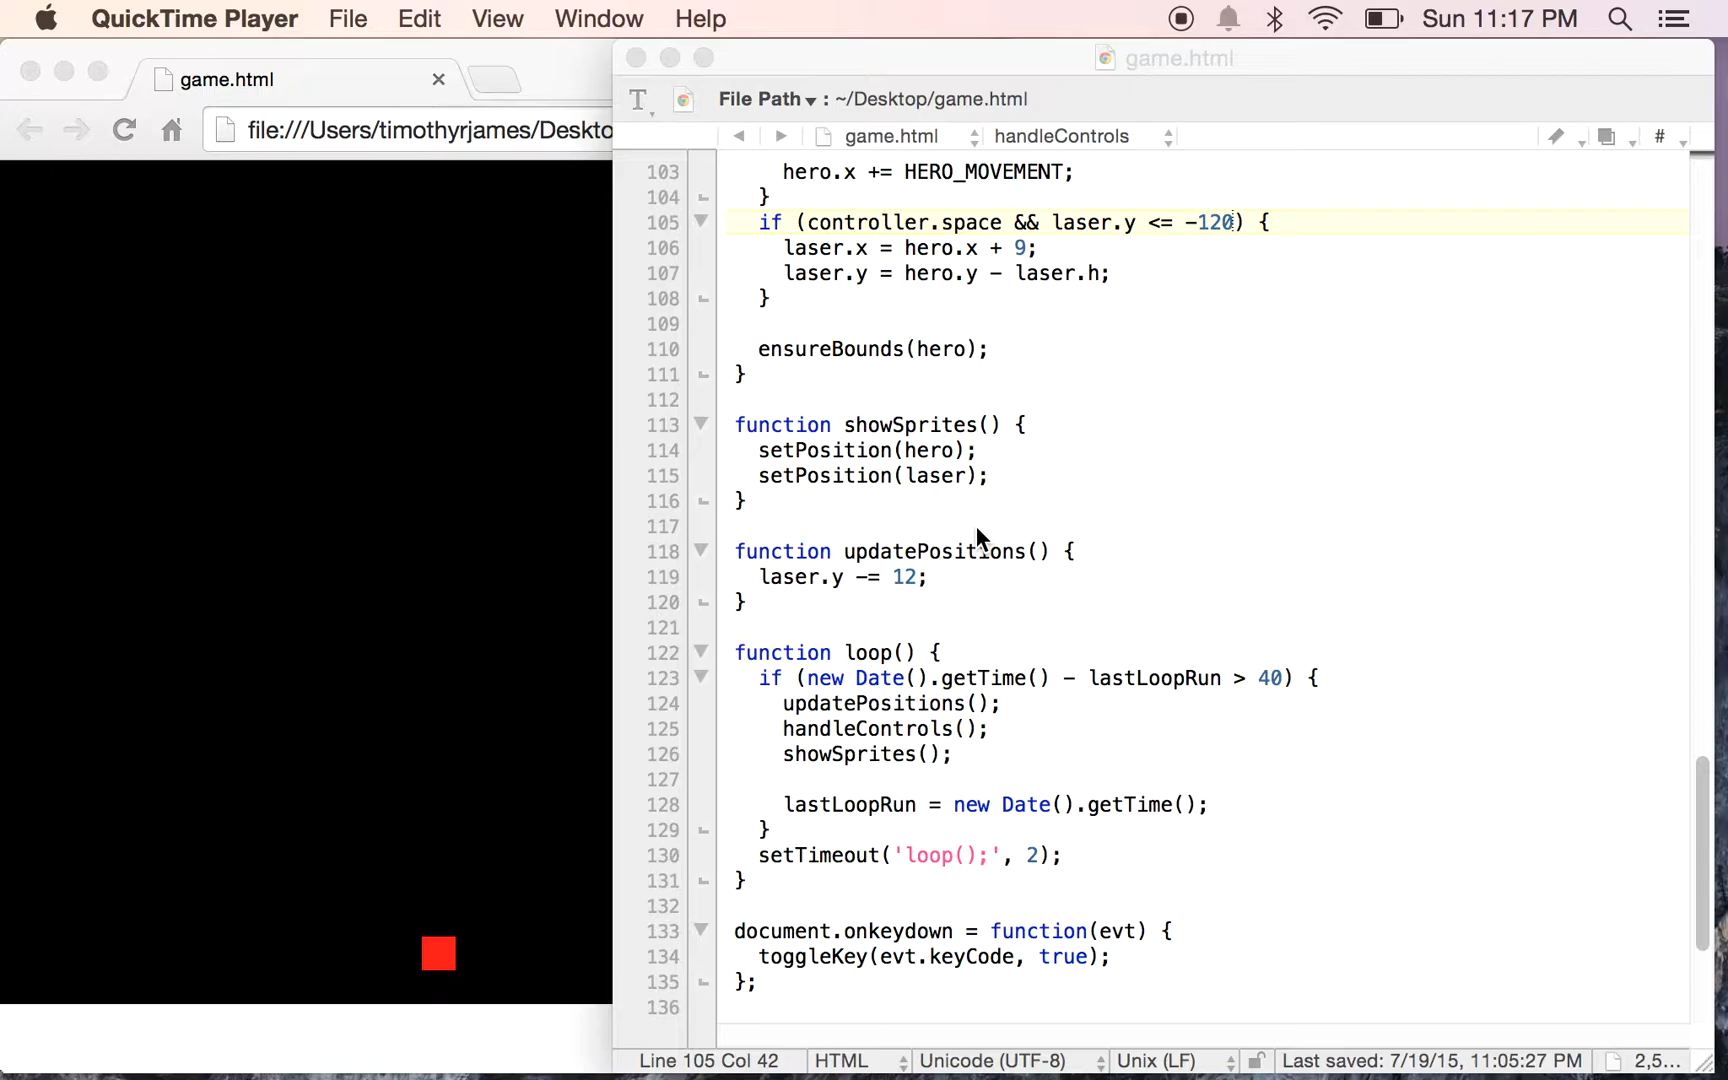 QuickTime Player File Edit View Window Help Sun 11:17 PM
game.html
file:///Users/timothyrjames/Deskto
game.html
File Path : ~/Desktop/game.html
game.html handleControls #
103 hero.x += HERO_MOVEMENT;
104 }
105 if (controller.space && laser.y <= -120) {
106 laser.x = hero.x + 9;
107 laser.y = hero.y - laser.h;
108 }
109
110 ensureBounds(hero);
111 }
112
113 function showSprites() {
114 setPosition(hero);
115 setPosition(laser);
116 }
117
118 function updatePositions() {
119 laser.y -= 12;
120 }
121
122 function loop() {
123 if (new Date().getTime() - lastLoopRun > 40) {
124 updatePositions();
125 handleControls();
126 showSprites();
127
128 lastLoopRun = new Date().getTime();
129 }
130 setTimeout('loop();', 2);
131 }
132
133 document.onkeydown = function(evt) {
134 toggleKey(evt.keyCode, true);
135 };
136
Line 105 Col 42 HTML Unicode (UTF-8) Unix (LF) Last saved: 7/19/15, 11:05:27 PM 2,5...